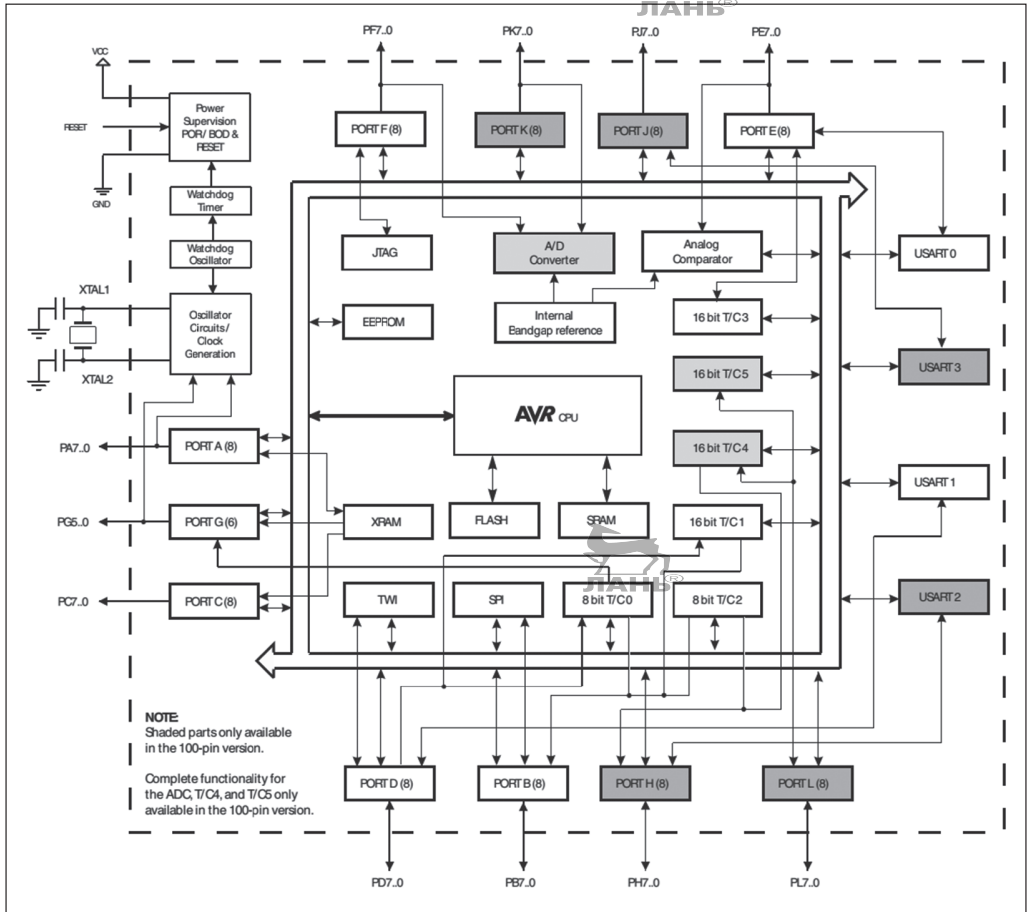 ЛАНЬ®
PF7..0
PK7..0
PJ7..0
PE7..0
VCC
RESET
GND
Power
Supervision
POR/ BOD &
RESET
PORT F (8)
PORT K (8)
PORT J (8)
PORT E (8)
Watchdog
Timer
Watchdog
Oscillator
JTAG
A/D
Converter
Analog
Comparator
USART 0
XTAL1
XTAL2
Oscillator
Circuits /
Clock
Generation
EEPROM
Internal
Bandgap reference
16 bit T/C3
16 bit T/C5
USART 3
AVR CPU
PA7..0
PORT A (8)
16 bit T/C4
USART 1
PG5..0
PORT G (6)
XRAM
FLASH
SRAM
16 bit T/C1
ЛАНЬ®
PC7..0
PORT C (8)
TWI
SPI
8 bit T/C0
8 bit T/C2
USART 2
NOTE:
Shaded parts only available
in the 100-pin version.
Complete functionality for
the ADC, T/C4, and T/C5 only
available in the 100-pin version.
PORT D (8)
PORT B (8)
PORT H (8)
PORT L (8)
PD7..0
PB7..0
PH7..0
PL7..0